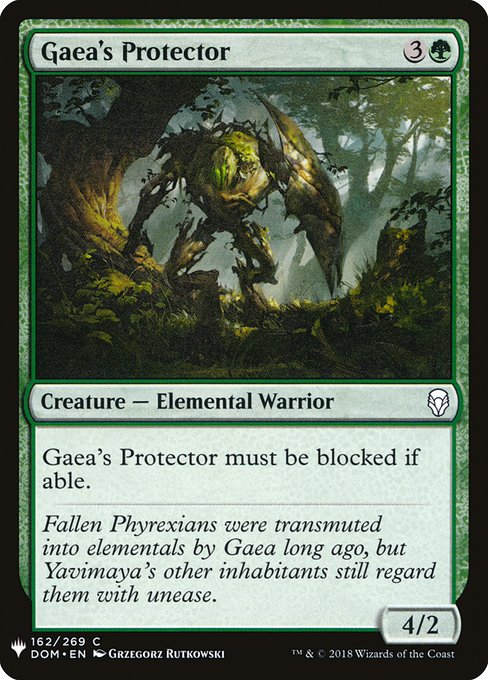 Gaea's Protector 3
Creature — Elemental Warrior
Gaea's Protector must be blocked if
able.
Fallen Phyrexians were transmuted
into elementals by Gaea long ago, but
Yavimaya's other inhabitants still regard
them with unease.
4/2
162/269 C
DOM • EN Grzegorz Rutkowski
™ & © 2018 Wizards of the Coast